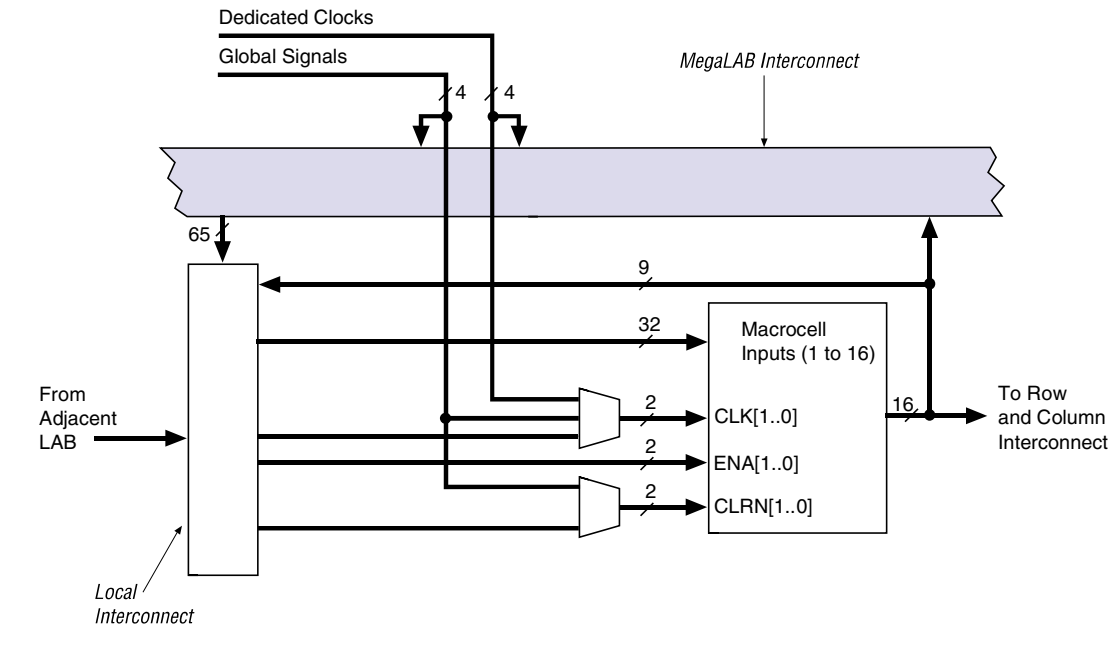 Dedicated Clocks
Global Signals
MegaLAB Interconnect
4
4
65
9
32
Macrocell
Inputs (1 to 16)
From
Adjacent
LAB
2
CLK[1..0]
16
To Row
and Column
Interconnect
2
ENA[1..0]
2
CLRN[1..0]
Local
Interconnect